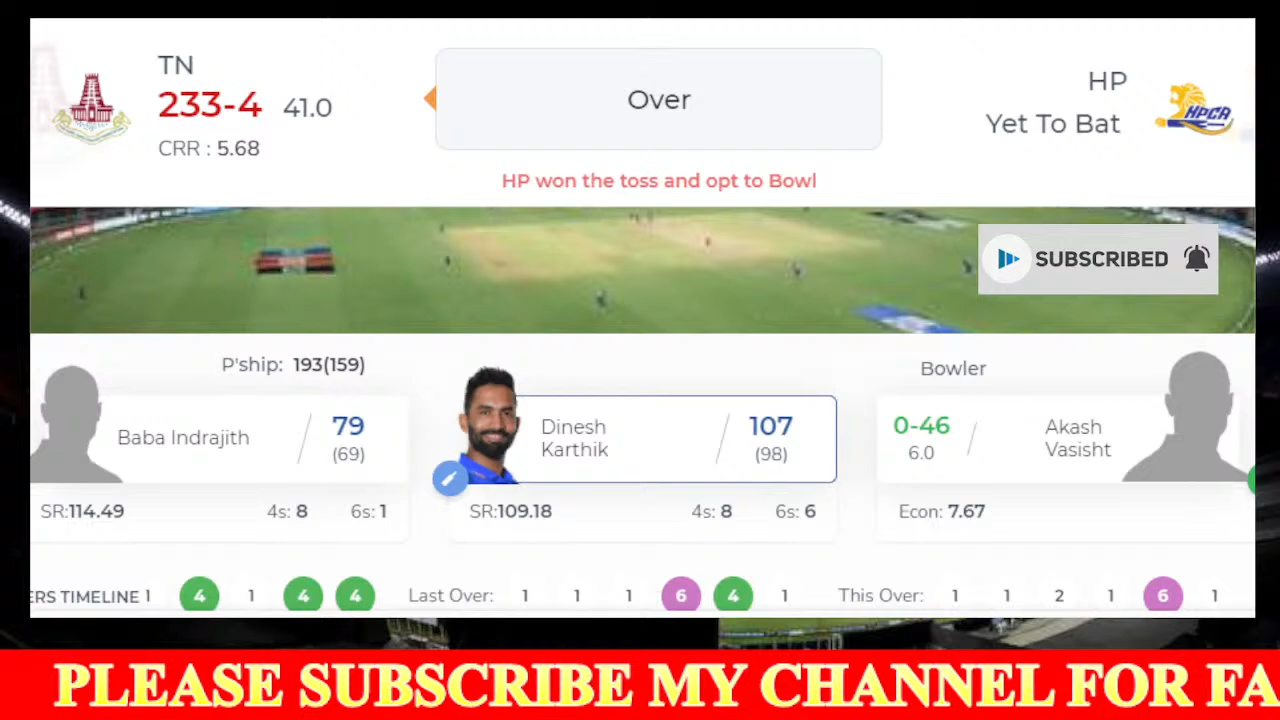 TN
233-4 41.0
CRR : 5.68
Over
HP
Yet To Bat
HPCA
HP won the toss and opt to Bowl
SUBSCRIBED
P'ship: 193(159)
Baba Indrajith 79 (69)
SR:114.49 4s: 8 6s: 1
Dinesh Karthik 107 (98)
SR:109.18 4s: 8 6s: 6
Bowler
0-46 6.0 Akash Vasisht
Econ: 7.67
ERS TIMELINE 1 4 1 4 4 Last Over: 1 1 1 6 4 1 This Over: 1 1 2 1 6 1
PLEASE SUBSCRIBE MY CHANNEL FOR FA